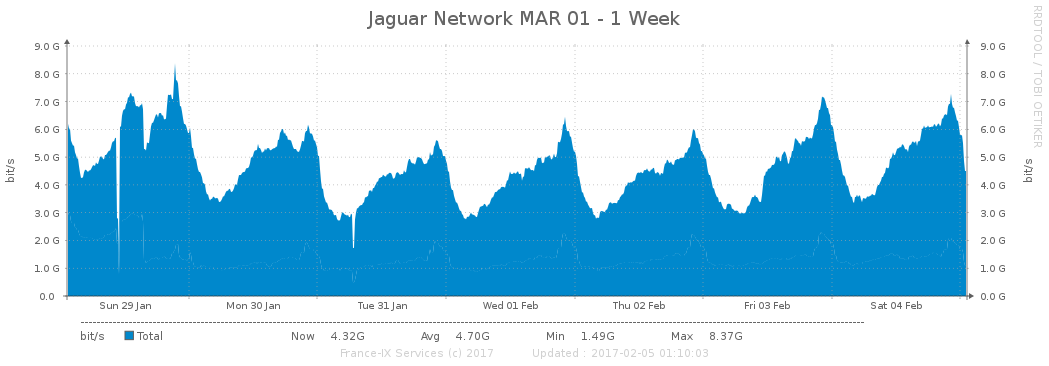 Jaguar Network MAR 01 - 1 Week
RRDTOOL / TOBI OETIKER
9.0 G 9.0 G
8.0 G 8.0 G
7.0 G 7.0 G
6.0 G 6.0 G
5.0 G 5.0 G
4.0 G 4.0 G
3.0 G 3.0 G
2.0 G 2.0 G
1.0 G 1.0 G
0.0 0.0 G
bit/s
bit/s
Sun 29 Jan Mon 30 Jan Tue 31 Jan Wed 01 Feb Thu 02 Feb Fri 03 Feb Sat 04 Feb
bit/s Total Now 4.32G Avg 4.70G Min 1.49G Max 8.37G
France-IX Services (c) 2017 Updated : 2017-02-05 01:10:03